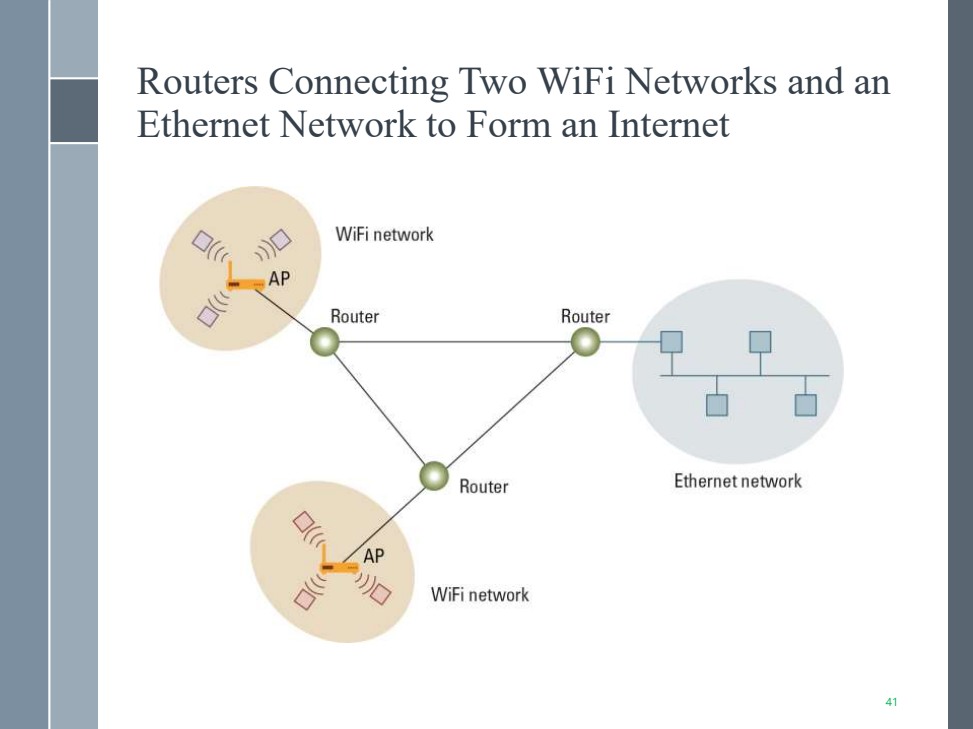 Routers Connecting Two WiFi Networks and an
Ethernet Network to Form an Internet
WiFi network
AP
Router
Router
Router
Ethernet network
AP
WiFi network
41